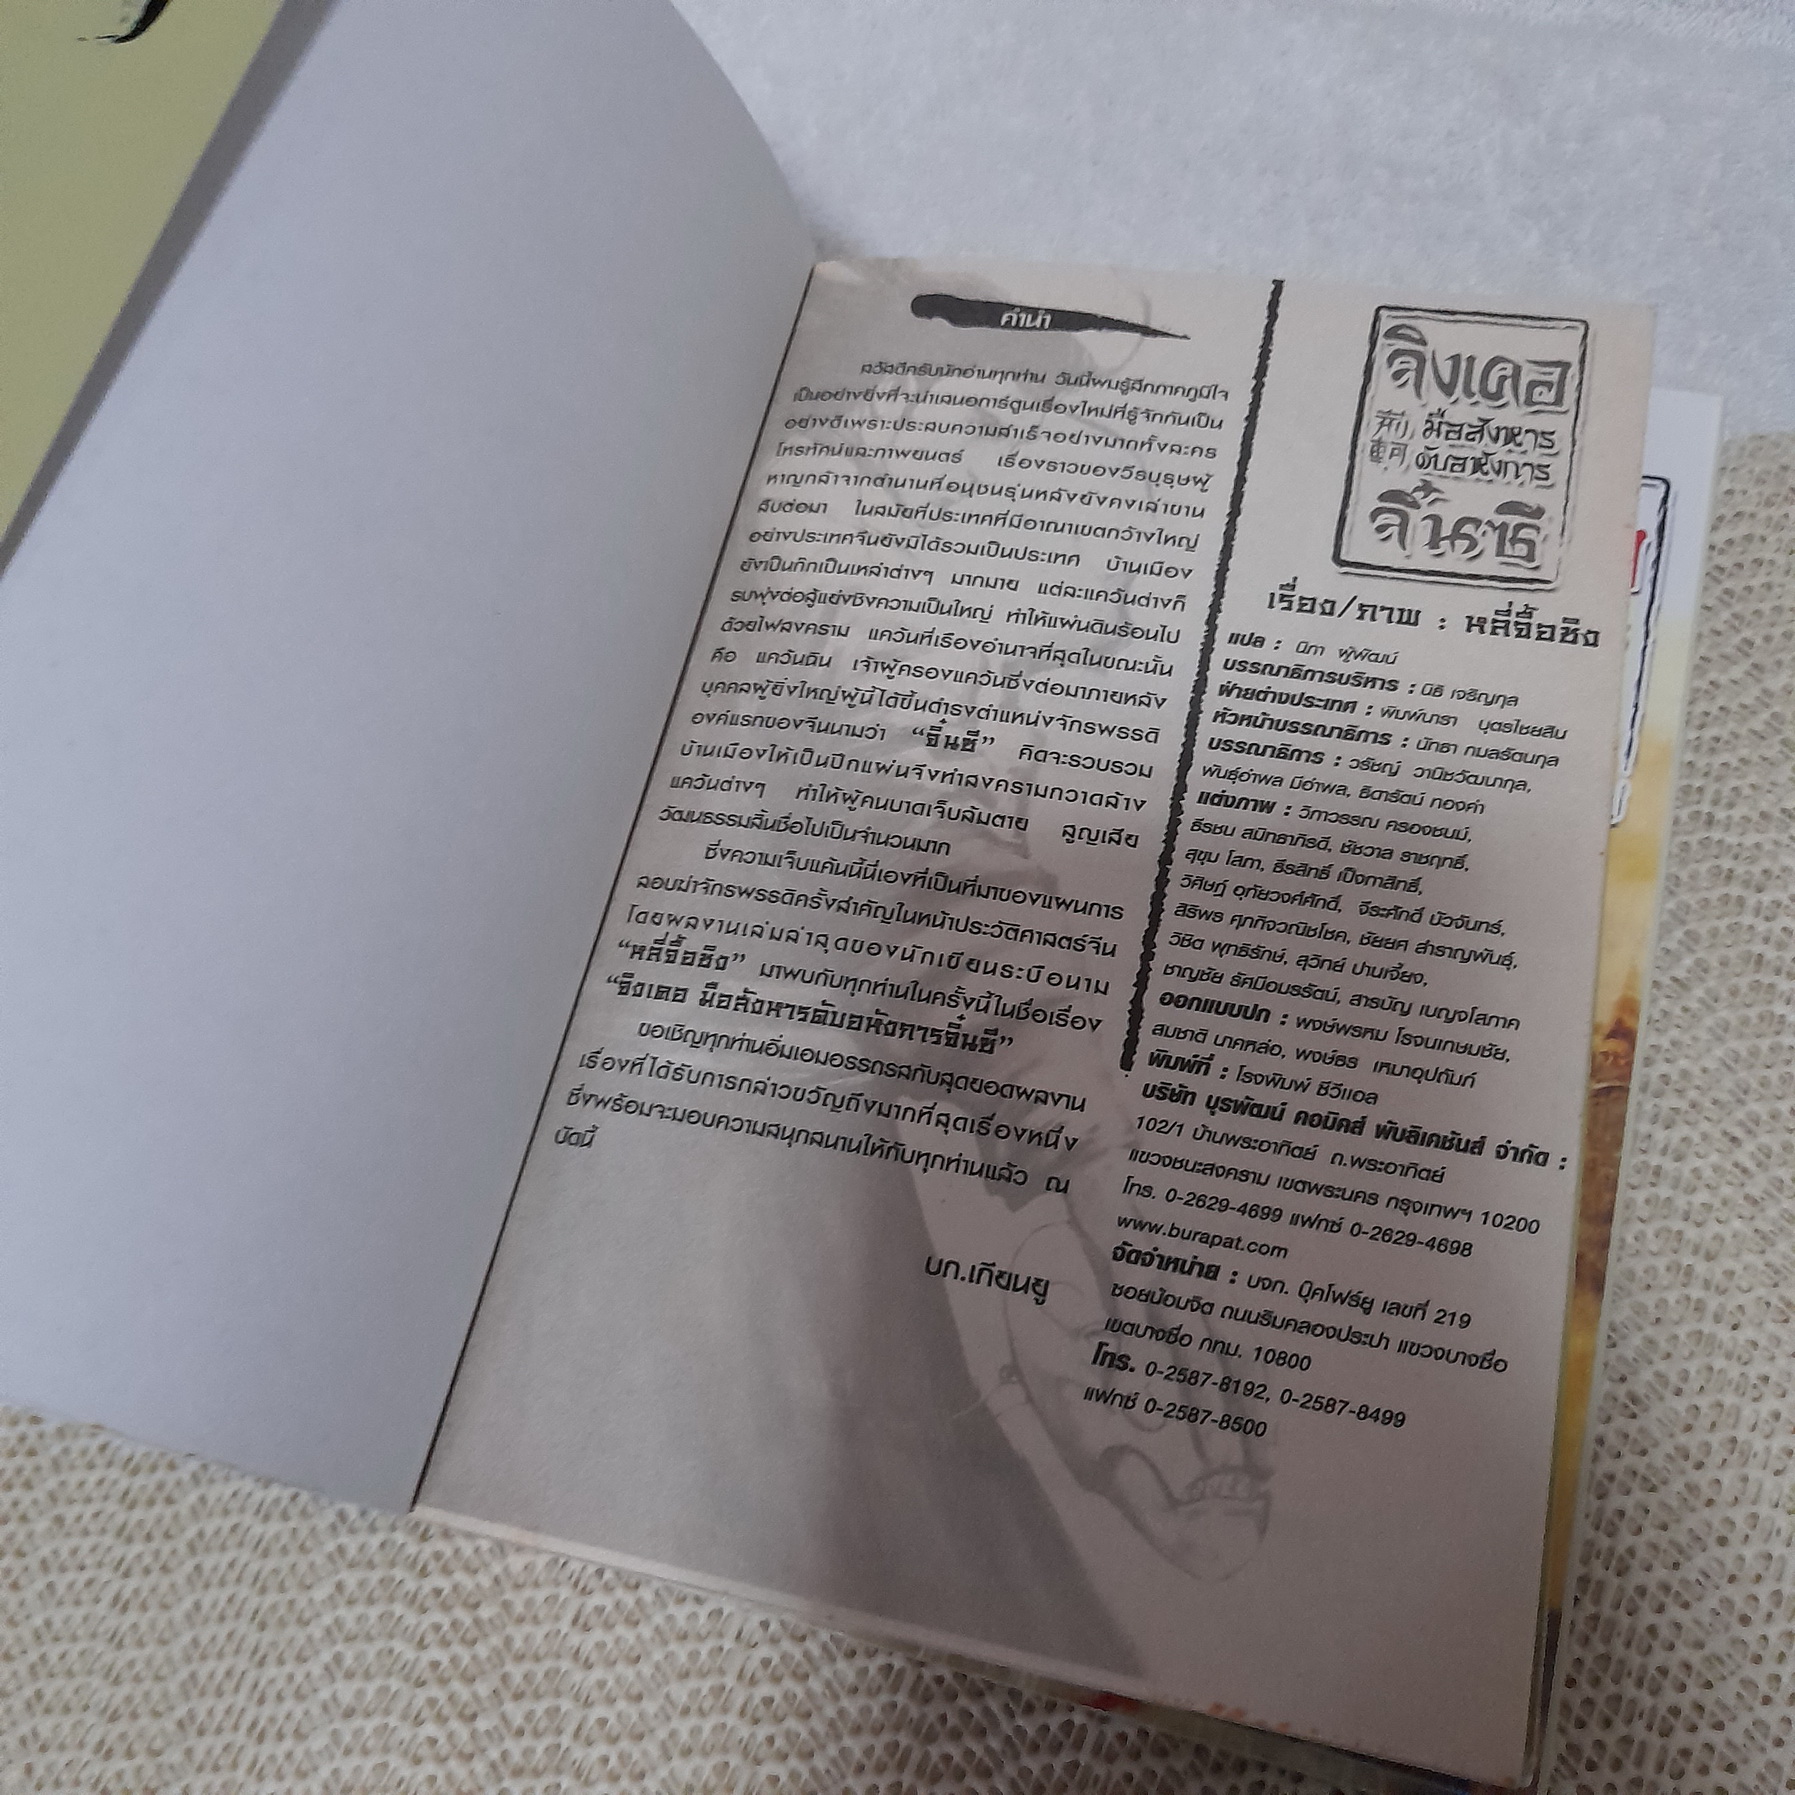 คำนำ
สวัสดีครับนักอ่านทุกท่าน วันนี้ผมรู้สึกภาคภูมิใจ
เป็นอย่างยิ่งที่จะนำเสนอการ์ตูนเรื่องใหม่ที่รู้จักกันเป็น
อย่างดีเพราะประสบความสำเร็จอย่างมากทั้งละคร
โทรทัศน์และภาพยนตร์ เรื่องราวของวีรบุรุษผู้
หาญกล้าจากตำนานที่อนุชนรุ่นหลังยังคงเล่าขาน
สืบต่อมา ในสมัยที่ประเทศที่มีอาณาเขตกว้างใหญ่
อย่างประเทศจีนยังมิได้รวมเป็นประเทศ บ้านเมือง
ยังเป็นก๊กเป็นเหล่าต่างๆ มากมาย แต่ละแคว้นต่างก็
รบพุ่งต่อสู้แย่งชิงความเป็นใหญ่ ทำให้แผ่นดินร้อนไป
ด้วยไฟสงคราม แคว้นที่เรืองอำนาจที่สุดในขณะนั้น
คือ แคว้นฉิน เจ้าผู้ครองแคว้นซึ่งต่อมาภายหลัง
บุคคลผู้ยิ่งใหญ่ผู้นี้ได้ขึ้นดำรงตำแหน่งจักรพรรดิ
องค์แรกของจีนนามว่า “จิ๋นซี” คิดจะรวบรวม
บ้านเมืองให้เป็นปึกแผ่นจึงทำสงครามกวาดล้าง
แคว้นต่างๆ ทำให้ผู้คนบาดเจ็บล้มตาย สูญเสีย
วัฒนธรรมสิ้นชื่อไปเป็นจำนวนมาก
ซึ่งความเจ็บแค้นนี้นี่เองที่เป็นที่มาของแผนการ
ลอบฆ่าจักรพรรดิครั้งสำคัญในหน้าประวัติศาสตร์จีน
โดยผลงานเล่มล่าสุดของนักเขียนระบือนาม
“หลี่จื้อชิง” มาพบกับทุกท่านในครั้งนี้ในชื่อเรื่อง
“จิงเคอ มือสังหารดับอหังการจิ๋นซี”
ขอเชิญทุกท่านอิ่มเอมอรรถรสกับสุดยอดผลงาน
เรื่องที่ได้รับการกล่าวขวัญถึงมากที่สุดเรื่องหนึ่ง
ซึ่งพร้อมจะมอบความสนุกสนานให้กับทุกท่านแล้ว ณ
บัดนี้
บก.เกียนยู
จิงเคอ
荊軻
มือสังหาร
ดับอหังการ
จิ๋นซี
เรื่อง/ภาพ : หลี่จื้อชิง
แปล : นิภา ผู้พัฒน์
บรรณาธิการบริหาร : นิธิ เจริญกุล
ฝ่ายต่างประเทศ : พิมพ์นารา บุตรไชยสืบ
หัวหน้าบรรณาธิการ : นัทธา กมลรัตนกุล
บรรณาธิการ : วรัชญ์ วานิชวัฒนากุล,
พันธุ์อำพล มีอำพล, ธิดารัตน์ ทองคำ
แต่งภาพ : วิภาวรรณ ครองชนม์,
ธีรชน สมิทธาภิรดี, ชัชวาล ราชฤทธิ์,
สุขุม โสภา, ธีรสิทธิ์ เป็งกาสิทธิ์,
วิศิษฎ์ อุทัยวงศ์ศักดิ์, จีระศักดิ์ บัวจันทร์,
สิริพร ศุภกิจวณิชโชค, ชัยยศ สำราญพันธุ์,
วิชิต พุทธิรักษ์, สุวิทย์ ปานเจี้ยง,
ชาญชัย รัศมีอมรรัตน์, สารบัญ เบญจโสภาค
ออกแบบปก : พงษ์พรหม โรจนเกษมชัย,
สมชาติ นาคหล่อ, พงษ์ธร เหมาอุปถัมภ์
พิมพ์ที่ : โรงพิมพ์ ซีวีแอล
บริษัท บุรพัฒน์ คอมิคส์ พับลิเคชันส์ จำกัด :
102/1 บ้านพระอาทิตย์ ถ.พระอาทิตย์
แขวงชนะสงคราม เขตพระนคร กรุงเทพฯ 10200
โทร. 0-2629-4699 แฟกซ์ 0-2629-4698
www.burapat.com
จัดจำหน่าย : บจก. บุ๊คโฟร์ยู เลขที่ 219
ซอยน้อมจิต ถนนริมคลองประปา แขวงบางซื่อ
เขตบางซื่อ กทม. 10800
โทร. 0-2587-8192, 0-2587-8499
แฟกซ์ 0-2587-8500